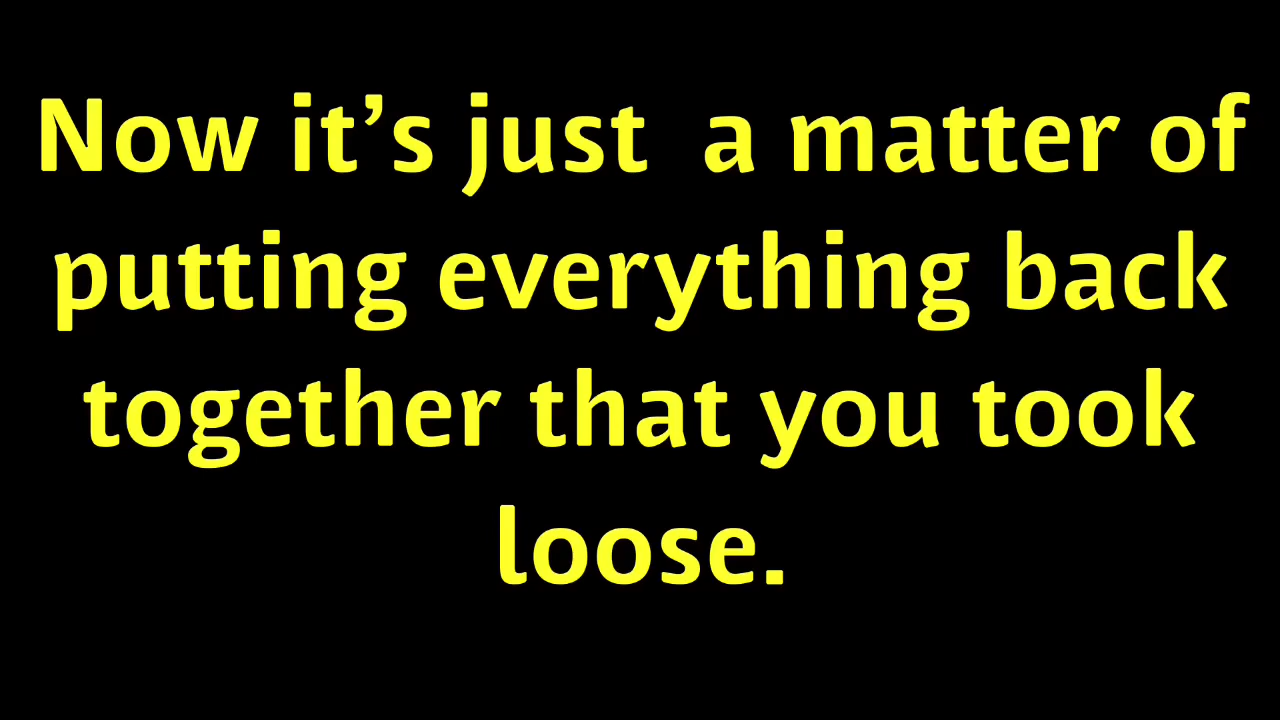 Now it’s just  a matter of
putting everything back
together that you took
loose.